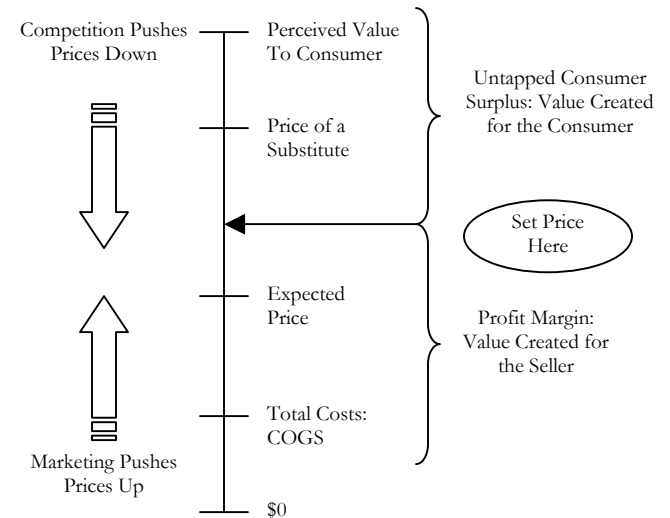 Competition Pushes
Prices Down
Perceived Value
To Consumer
Untapped Consumer
Surplus: Value Created
for the Consumer
Price of a
Substitute
Set Price
Here
Expected
Price
Profit Margin:
Value Created for
the Seller
Total Costs:
COGS
Marketing Pushes
Prices Up
$0